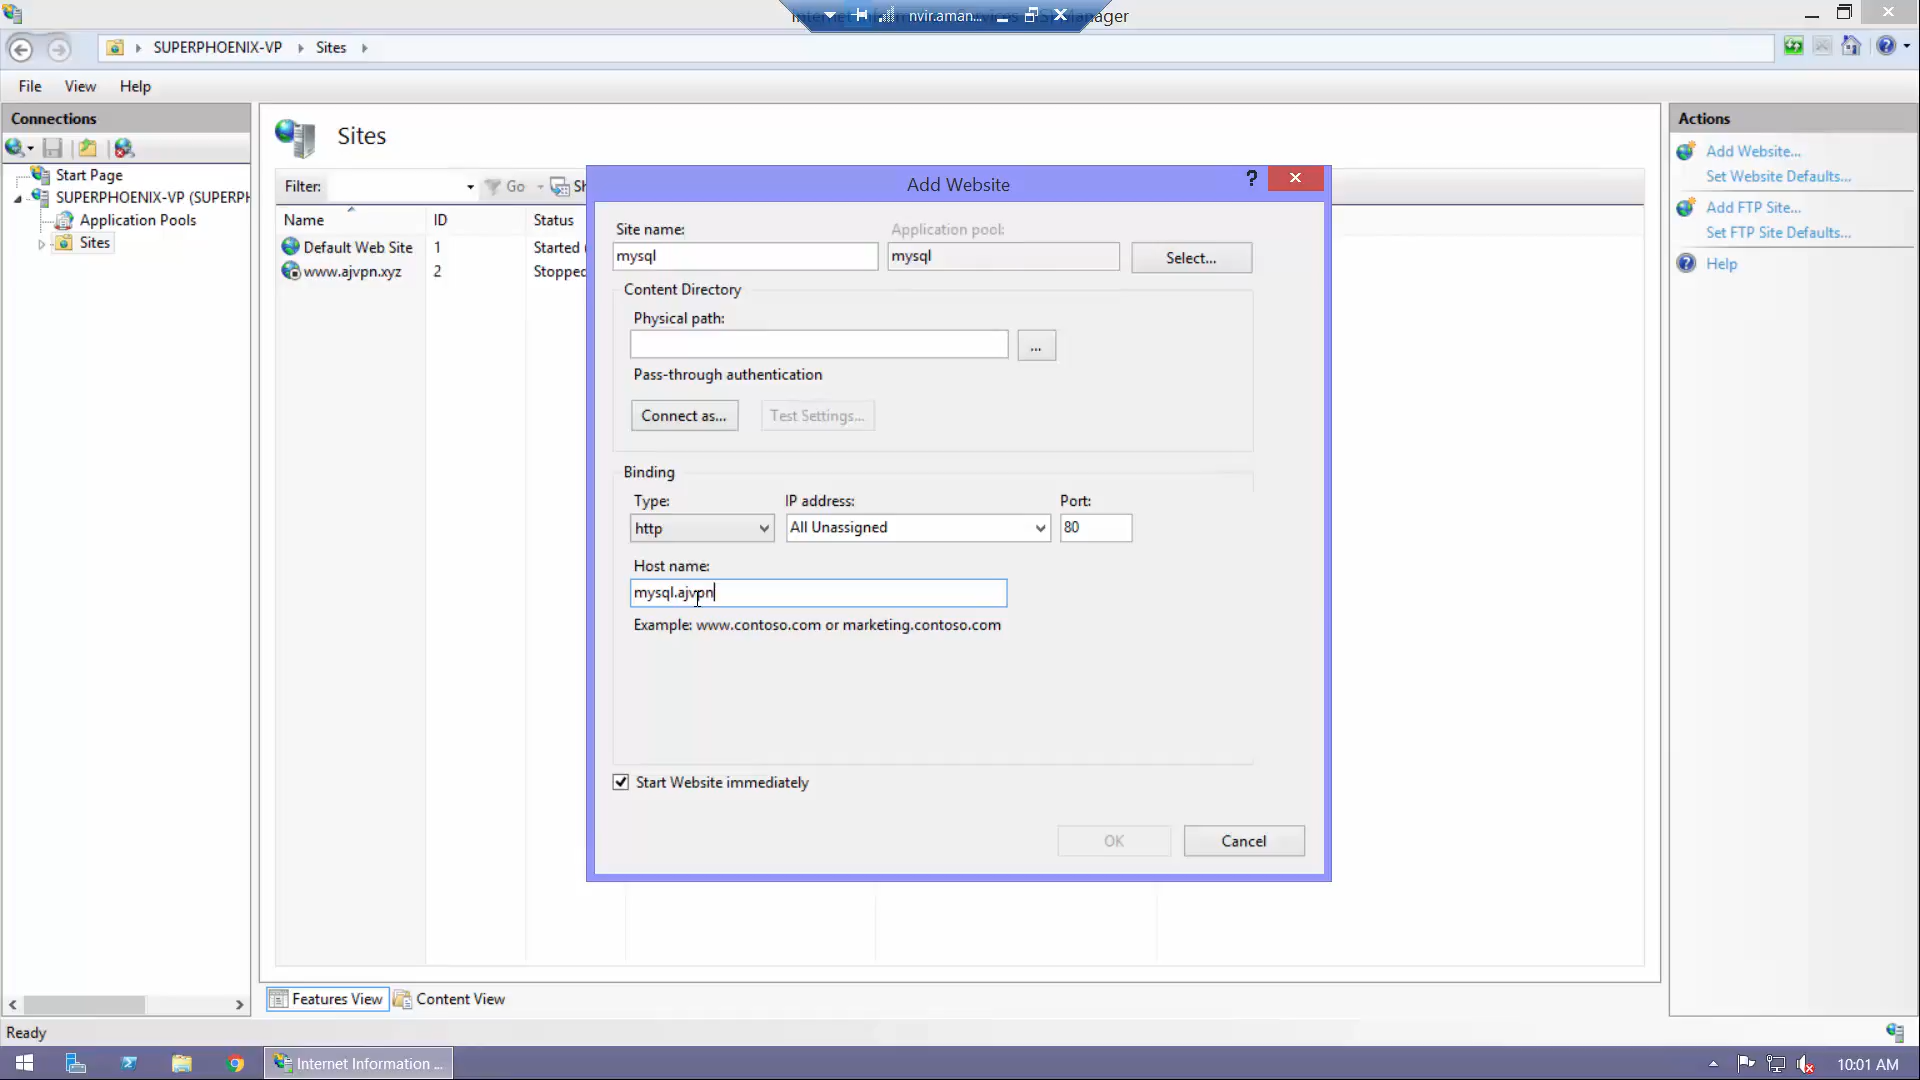 nvir.aman...
Manager
SUPERPHOENIX-VP
Sites
File
View
Help
Connections
Start Page
SUPERPHOENIX-VP (SUPERPH
Application Pools
Sites
Sites
Filter:
Go
Sh
Name
ID
Status
Default Web Site
1
Started (
www.ajvpn.xyz
2
Stopped
Add Website
?
Site name:
mysql
Application pool:
mysql
Select...
Content Directory
Physical path:
...
Pass-through authentication
Connect as...
Test Settings...
Binding
Type:
IP address:
Port:
http
All Unassigned
80
Host name:
mysql.ajvpn
Example: www.contoso.com or marketing.contoso.com
Start Website immediately
OK
Cancel
Actions
Add Website...
Set Website Defaults...
Add FTP Site...
Set FTP Site Defaults...
Help
Features View
Content View
Ready
Internet Information ...
10:01 AM